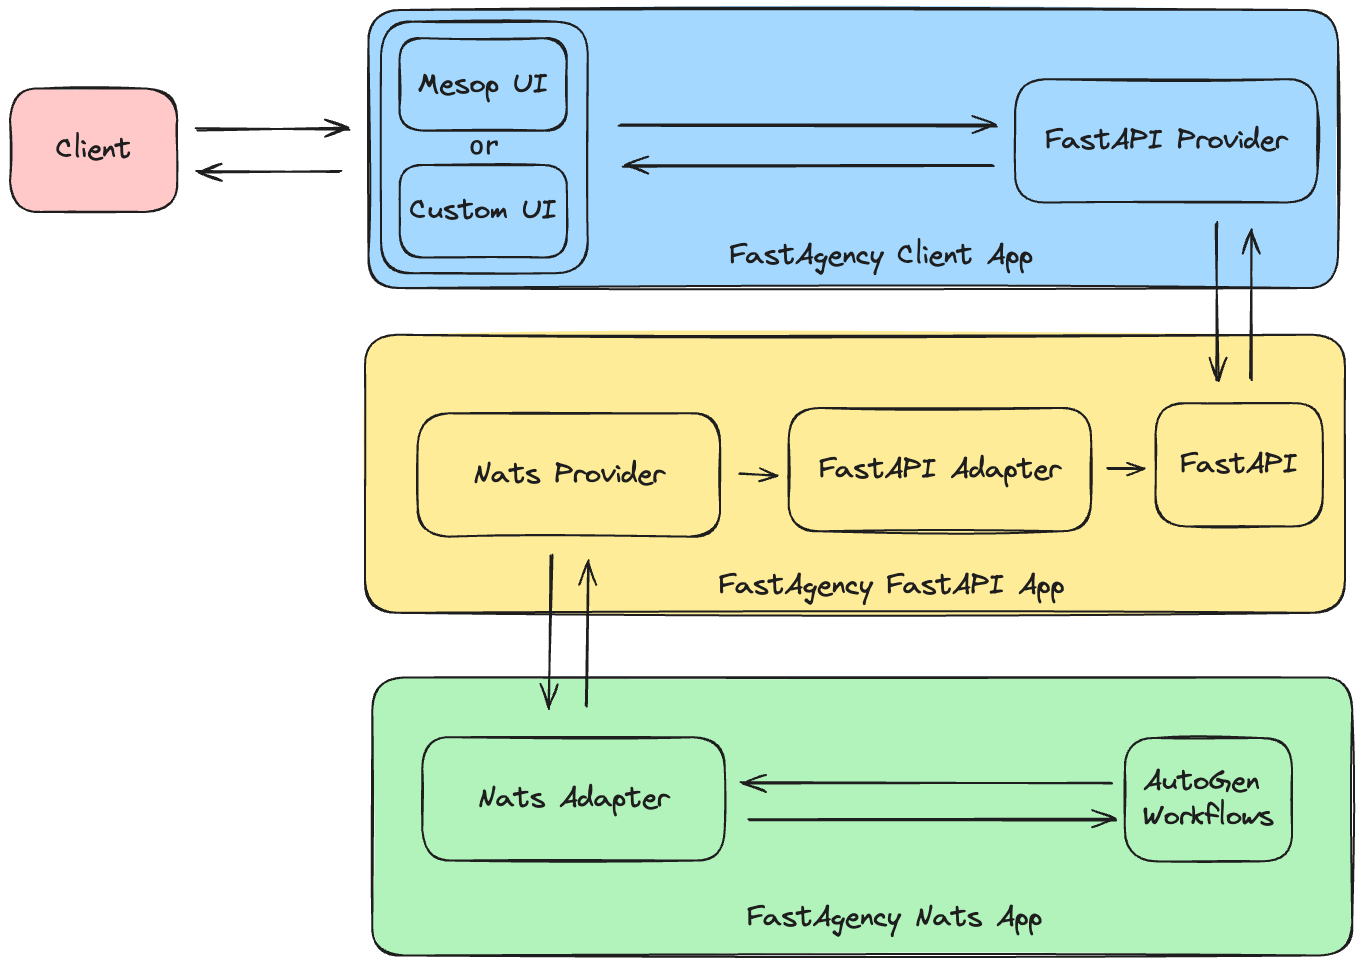 Client
Mesop UI
or
Custom UI
FastAPI Provider
FastAgency Client App
Nats Provider
FastAPI Adapter
FastAPI
FastAgency FastAPI App
Nats Adapter
AutoGen
Workflows
FastAgency Nats App